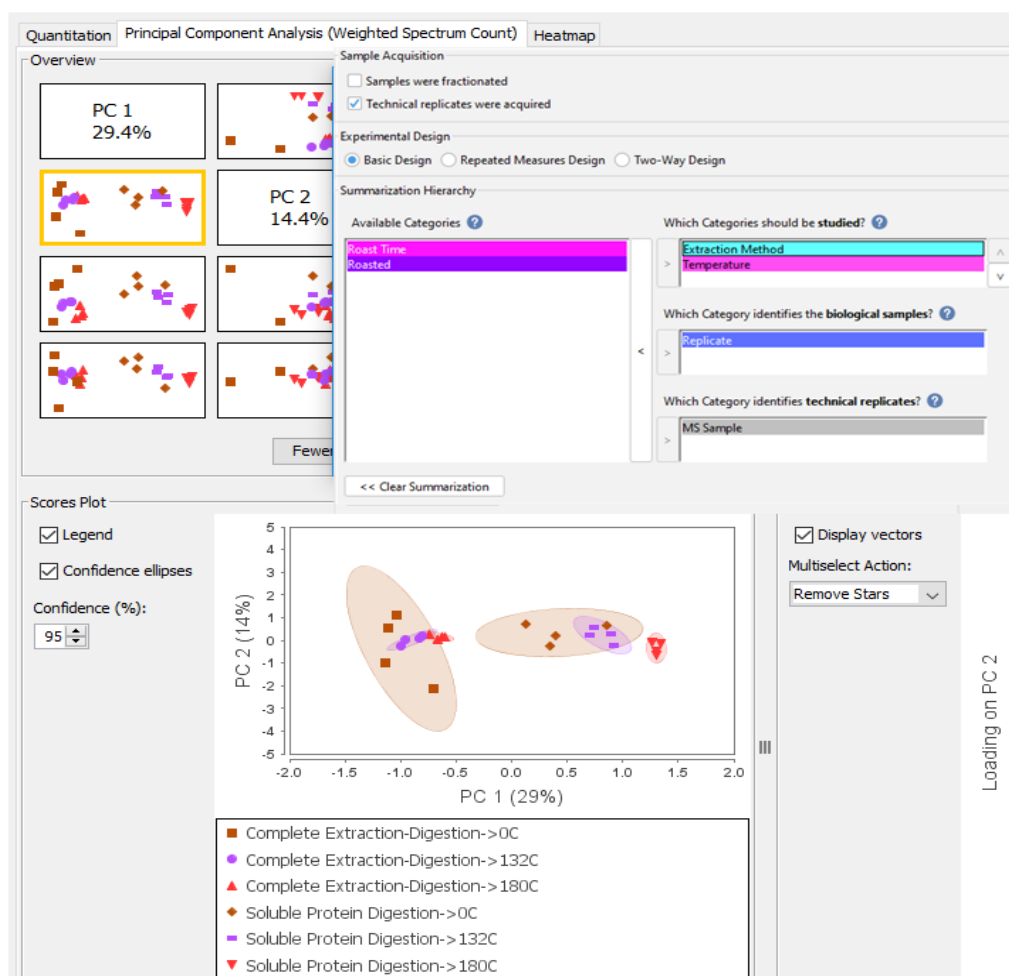 Quantitation Principal Component Analysis (Weighted Spectrum Count) Heatmap
Overview
PC 1
29.4%
PC 2
14.4%
Fewer
Sample Acquisition
Samples were fractionated
Technical replicates were acquired
Experimental Design
Basic Design Repeated Measures Design Two-Way Design
Summarization Hierarchy
Available Categories ?
Roast Time
Roasted
<
Which Categories should be studied? ?
>
Extraction Method
Temperature
Which Category identifies the biological samples? ?
>
Replicate
Which Category identifies technical replicates? ?
>
MS Sample
<< Clear Summarization
Scores Plot
Legend
Confidence ellipses
Confidence (%):
95
PC 2 (14%)
5
4
3
2
1
0
-1
-2
-3
-4
-5
-2.0 -1.5 -1.0 -0.5 0.0 0.5 1.0 1.5 2.0
PC 1 (29%)
Complete Extraction-Digestion->0C
Complete Extraction-Digestion->132C
Complete Extraction-Digestion->180C
Soluble Protein Digestion->0C
Soluble Protein Digestion->132C
Soluble Protein Digestion->180C
Display vectors
Multiselect Action:
Remove Stars
Loading on PC 2